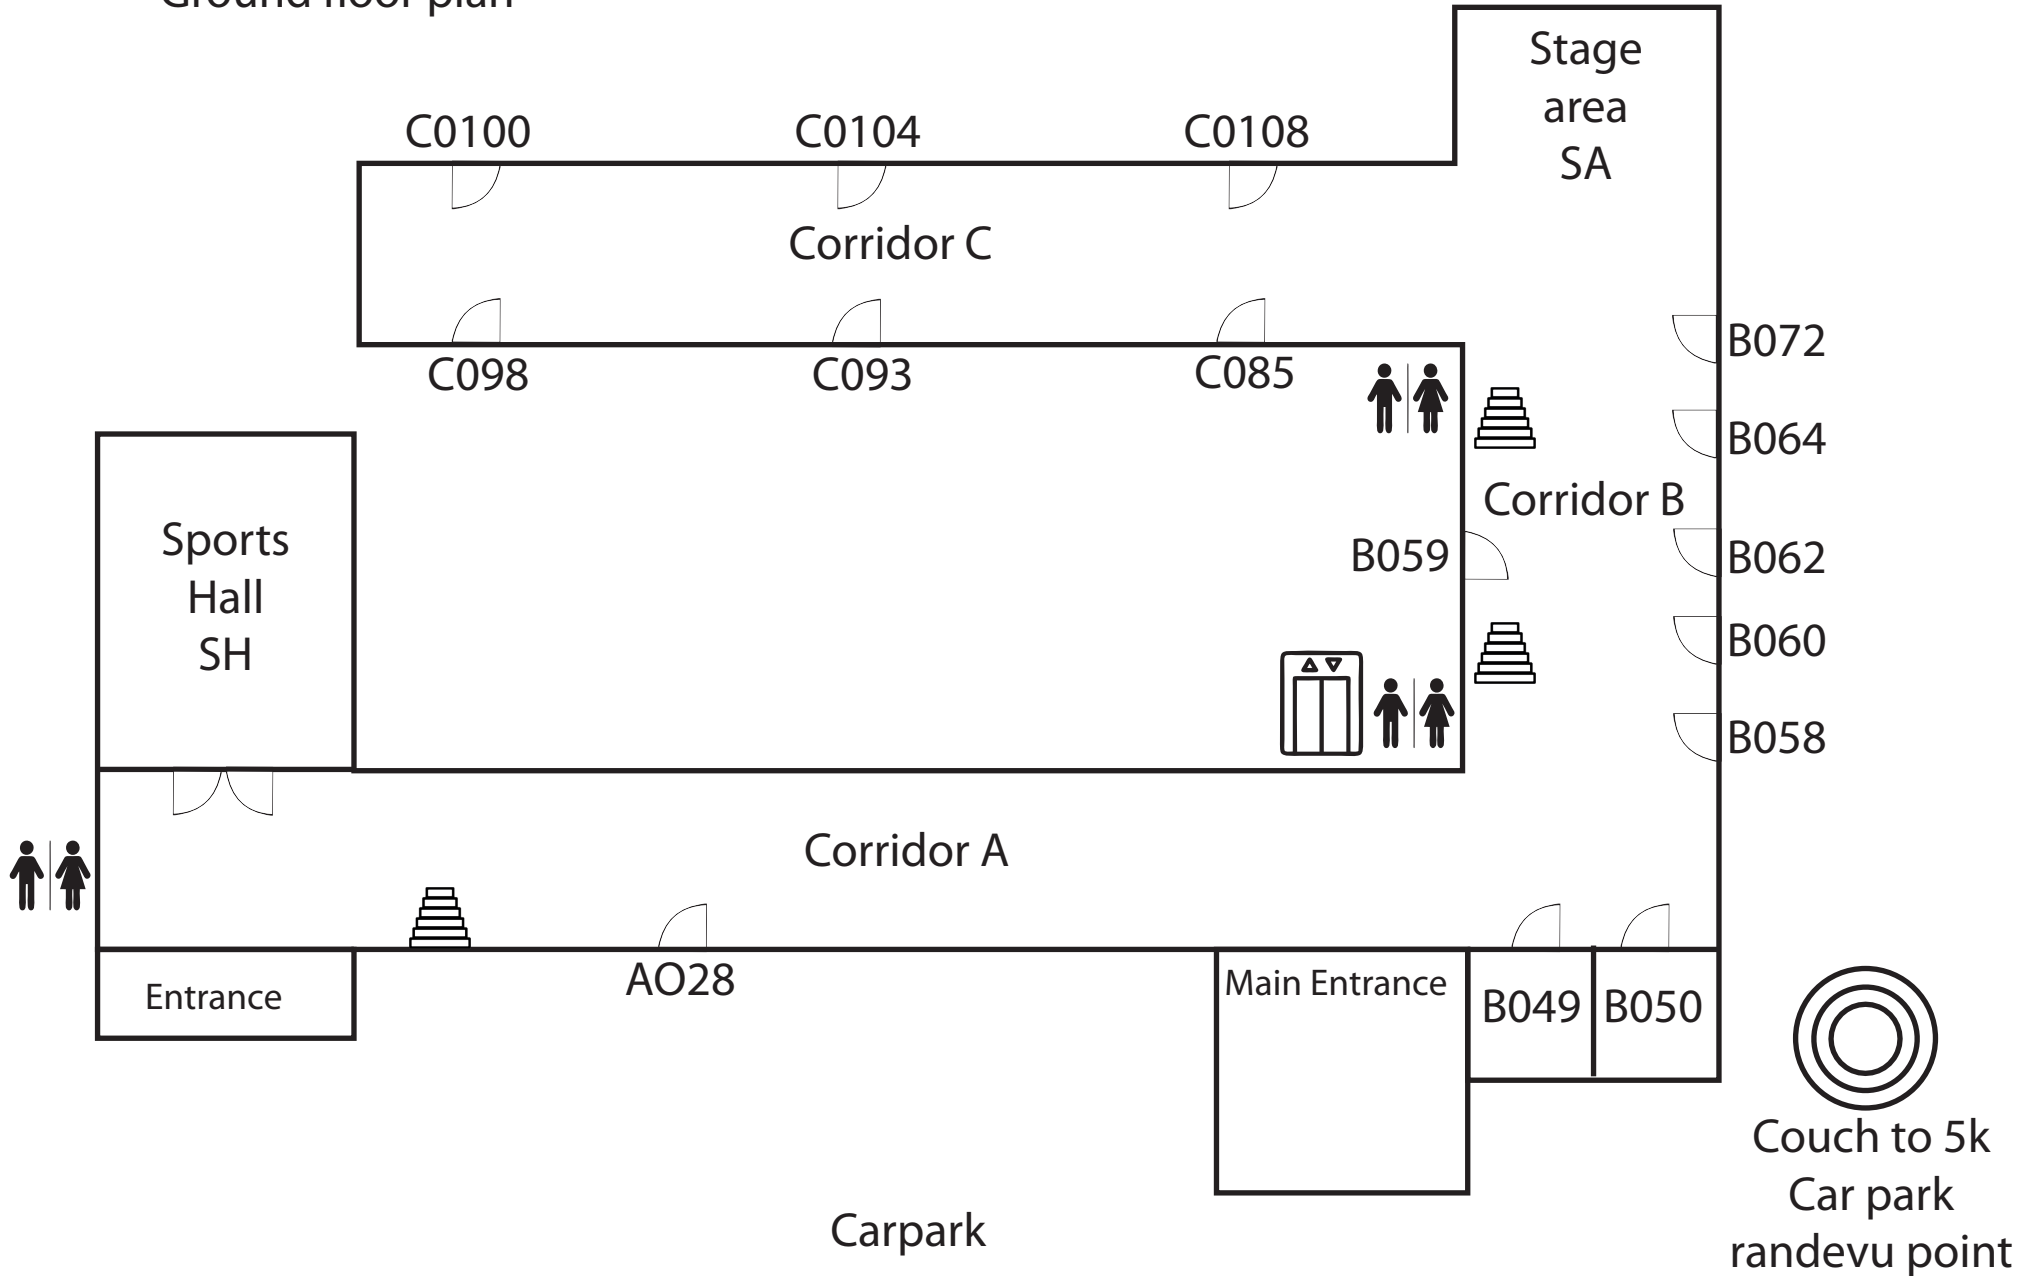 Ground floor plan
Stage
area
SA
C0100
C0104
C0108
Corridor C
C098
C093
C085
B072
B064
Corridor B
B059
B062
B060
B058
Sports
Hall
SH
Corridor A
Entrance
AO28
Main Entrance
B049
B050
Couch to 5k
Car park
randevu point
Carpark